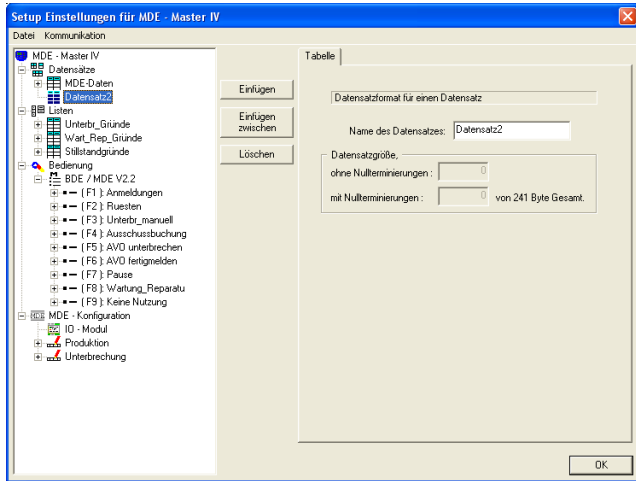 Setup Einstellungen für MDE - Master IV
Datei Kommunikation
MDE - Master IV
Datensätze
MDE-Daten
Datensatz2
Listen
Unterbr_Gründe
Wart_Rep_Gründe
Stillstandgründe
Bedienung
BDE / MDE V2.2
( F1 ): Anmeldungen
( F2 ): Ruesten
( F3 ): Unterbr_manuell
( F4 ): Ausschussbuchung
( F5 ): AVO unterbrechen
( F6 ): AVO fertigmelden
( F7 ): Pause
( F8 ): Wartung_Reparatu
( F9 ): Keine Nutzung
MDE - Konfiguration
IO - Modul
Produktion
Unterbrechung
Einfügen
Einfügen
zwischen
Löschen
Tabelle
Datensatzformat für einen Datensatz
Name des Datensatzes: Datensatz2
Datensatzgröße,
ohne Nullterminierungen : 0
mit Nullterminierungen : 0 von 241 Byte Gesamt.
OK